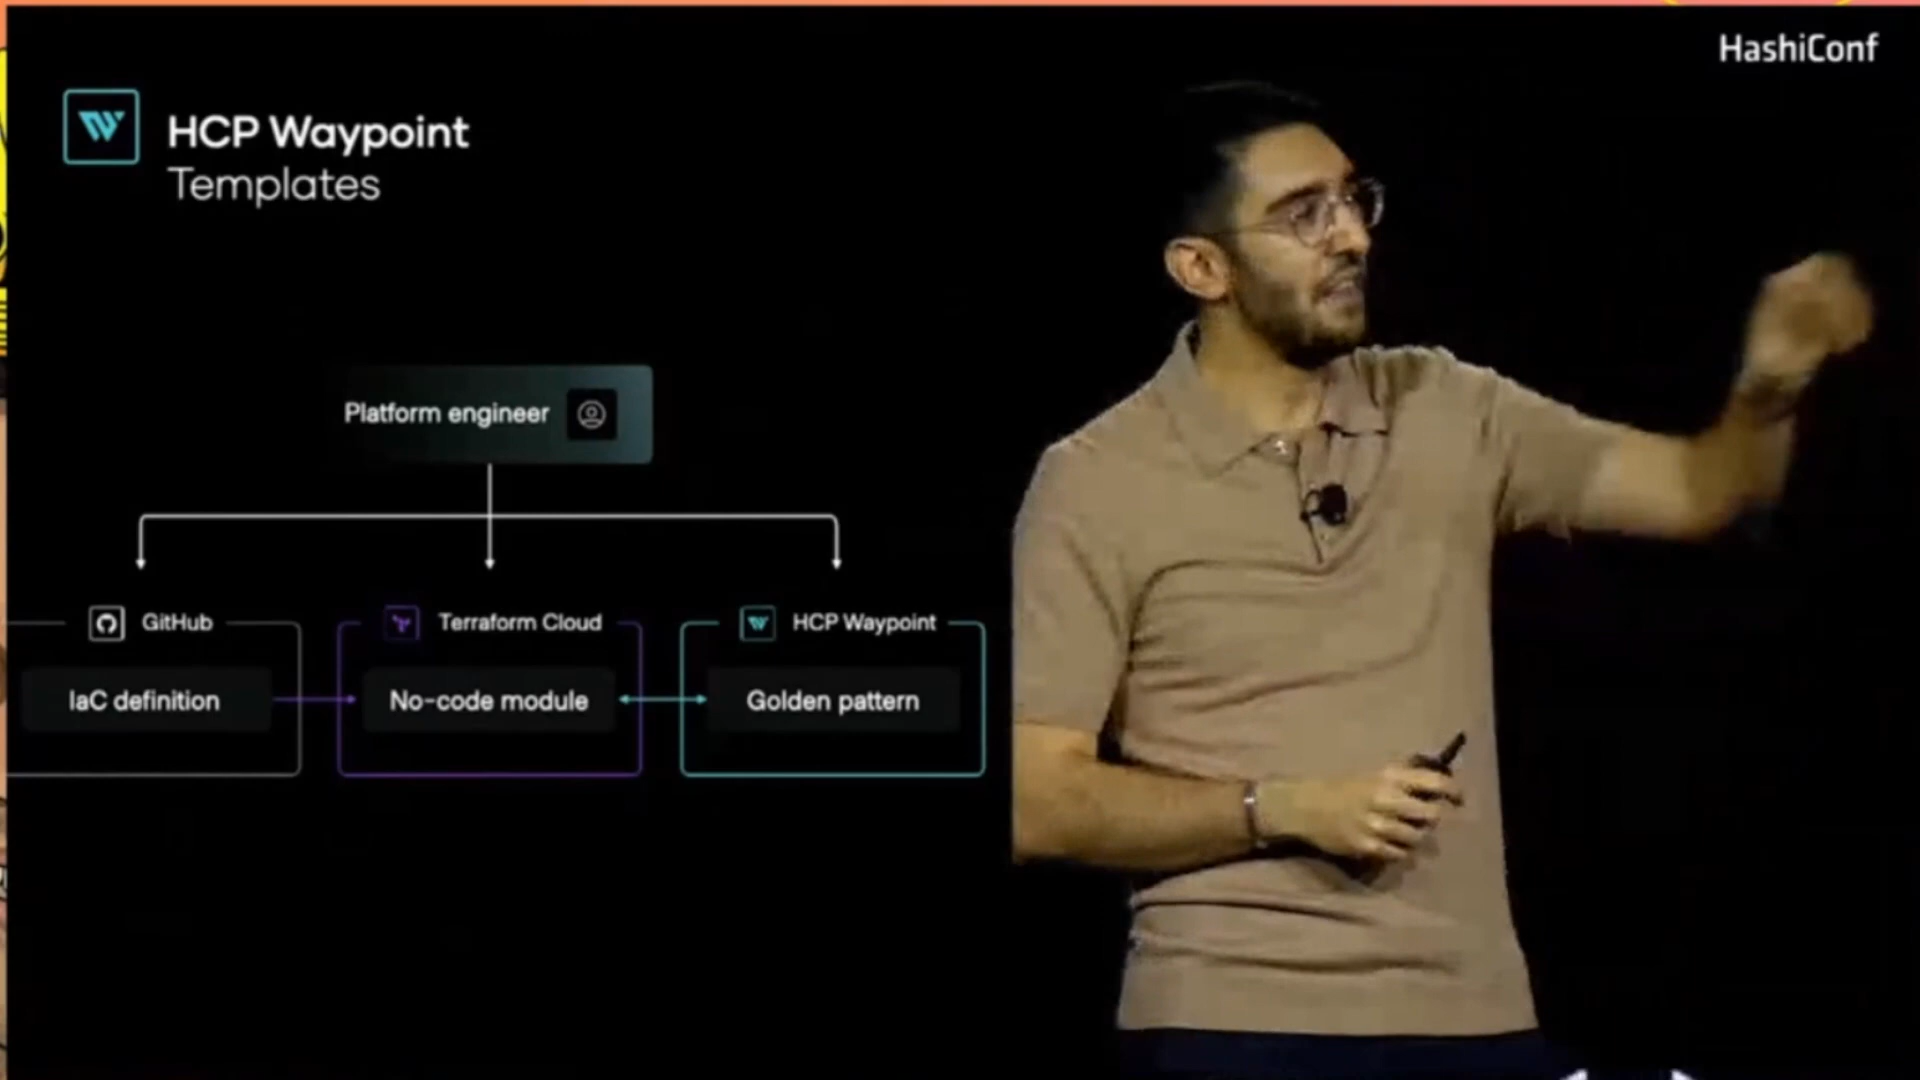 HashiConf
HCP Waypoint
Templates
Platform engineer
GitHub
Terraform Cloud
HCP Waypoint
IaC definition
No-code module
Golden pattern